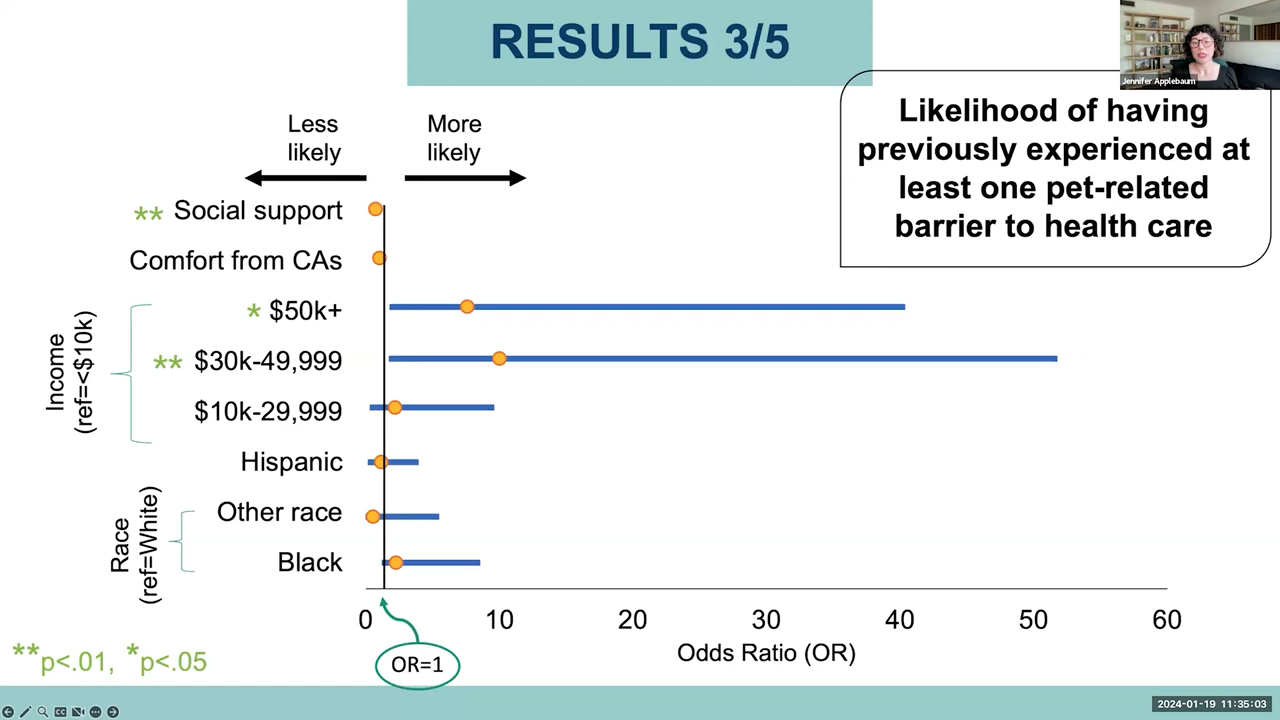 RESULTS 3/5
Jennifer Applebaum
Likelihood of having
previously experienced at
least one pet-related
barrier to health care
Less
likely
More
likely
** Social support
Comfort from CAs
Income
(ref=<$10k)
* $50k+
** $30k-49,999
$10k-29,999
Hispanic
Race
(ref=White)
Other race
Black
0 10 20 30 40 50 60
Odds Ratio (OR)
OR=1
**p<.01, *p<.05
2024-01-19 11:35:03